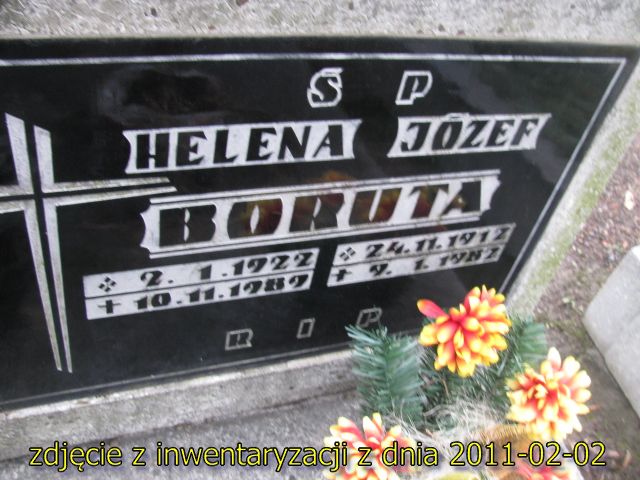 Ś P
HELENA JÓZEF
BORUTA
2. 1.1922 24.11.1912
+ 10.11.1989 + 9. 1.1982
R I P
zdjęcie z inwentaryzacji z dnia 2011-02-02